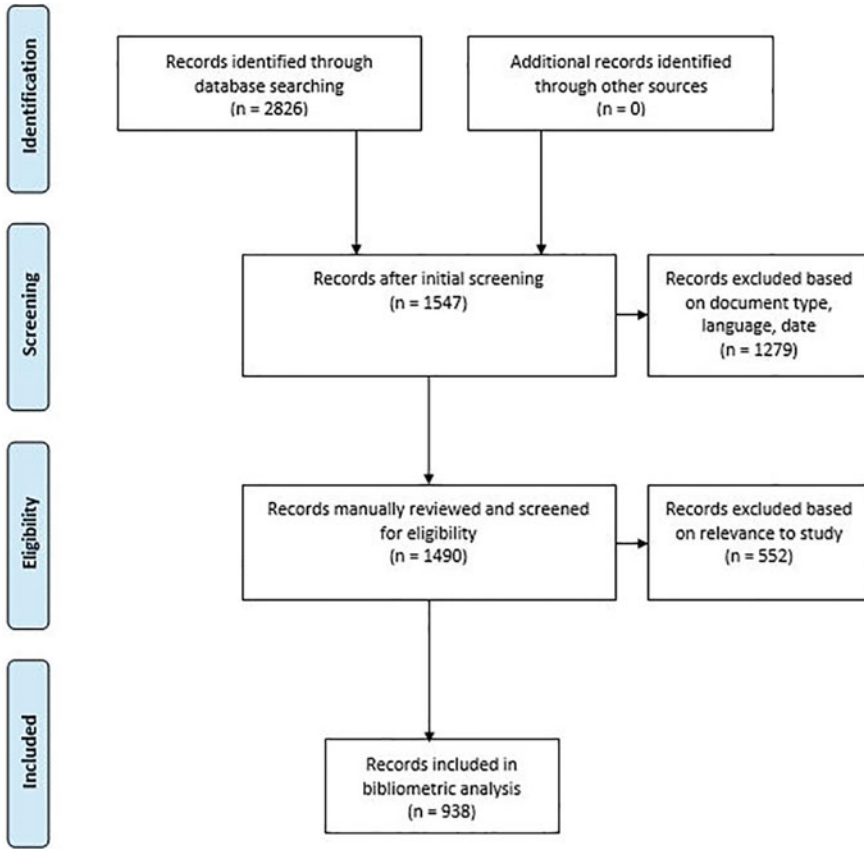 Identification
Records identified through
database searching
(n = 2826)
Additional records identified
through other sources
(n = 0)
Screening
Records after initial screening
(n = 1547)
Records excluded based
on document type,
language, date
(n = 1279)
Eligibility
Records manually reviewed and screened
for eligibility
(n = 1490)
Records excluded based
on relevance to study
(n = 552)
Included
Records included in
bibliometric analysis
(n = 938)